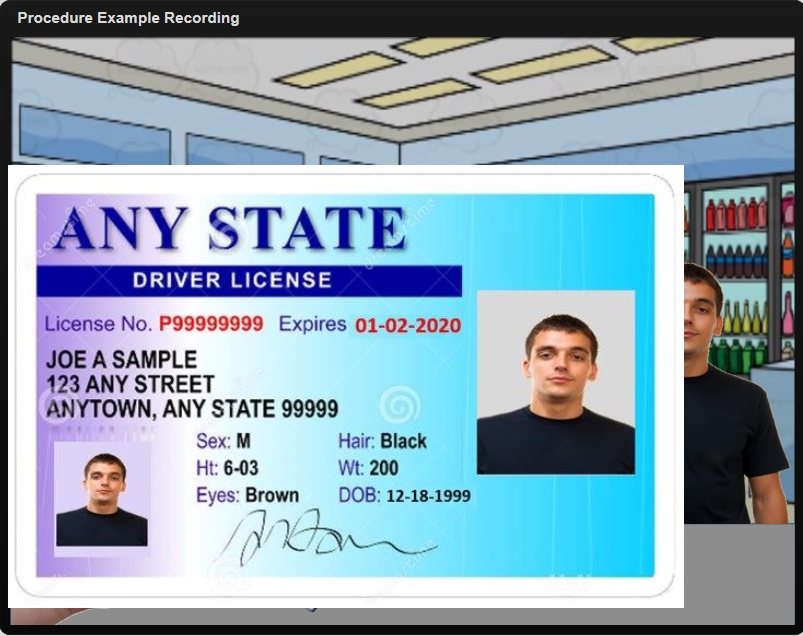 Procedure Example Recording
ANY STATE
DRIVER LICENSE
License No. P99999999 Expires 01-02-2020
JOE A SAMPLE
123 ANY STREET
ANYTOWN, ANY STATE 99999
Sex: M Hair: Black
Ht: 6-03 Wt: 200
Eyes: Brown DOB: 12-18-1999